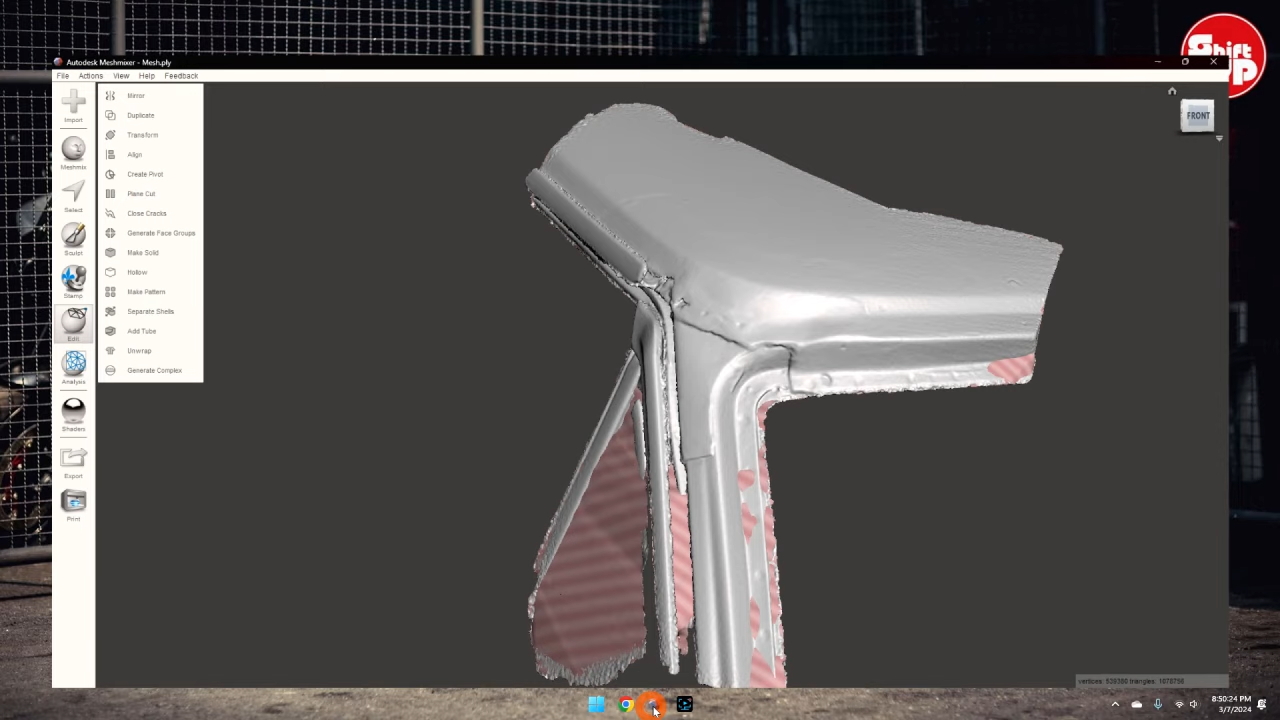 Autodesk Meshmixer - Mesh.ply
File Actions View Help Feedback
Import
Meshmix
Select
Sculpt
Stamp
Edit
Analysis
Shaders
Export
Print
Mirror
Duplicate
Transform
Align
Create Pivot
Plane Cut
Close Cracks
Generate Face Groups
Make Solid
Hollow
Make Pattern
Separate Shells
Add Tube
Unwrap
Generate Complex
FRONT
Shift
UP
8:50:24 PM
3/7/2024